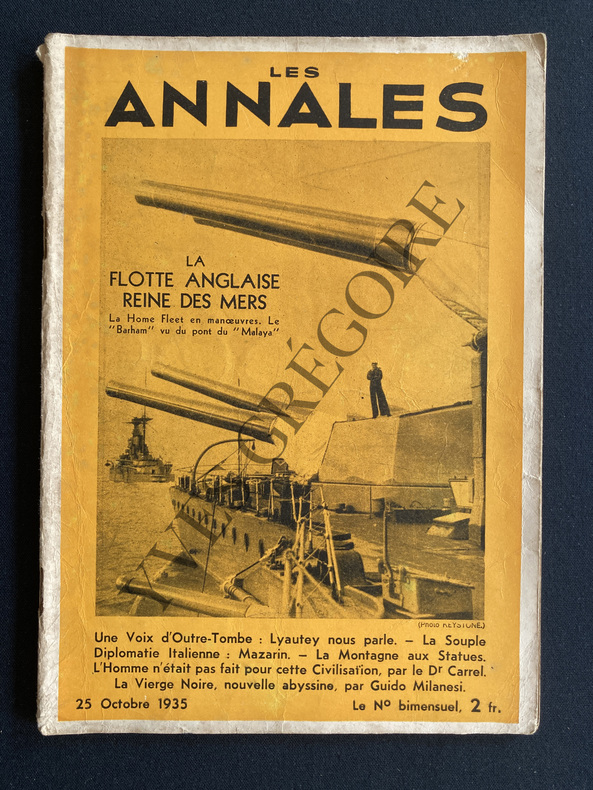 LES
ANNALES
LA
FLOTTE ANGLAISE
REINE DES MERS
La Home Fleet en manœuvres. Le
"Barham" vu du pont du "Malaya"
(Photo KEYSTONE.)
Une Voix d'Outre-Tombe : Lyautey nous parle. – La Souple
Diplomatie Italienne : Mazarin. – La Montagne aux Statues.
L'Homme n'était pas fait pour cette Civilisation, par le Dr Carrel.
La Vierge Noire, nouvelle abyssine, par Guido Milanesi.
25 Octobre 1935
Le No bimensuel, 2 fr.
GRÉGOIRE